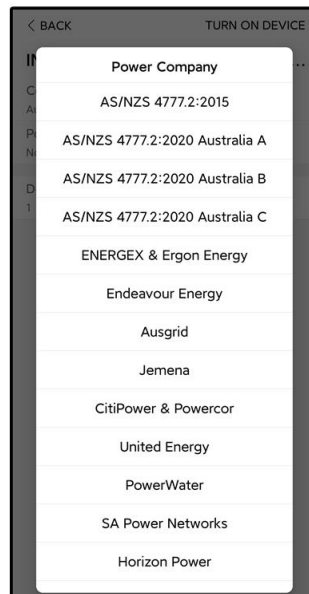 < BACK TURN ON DEVICE
Power Company
AS/NZS 4777.2:2015
AS/NZS 4777.2:2020 Australia A
AS/NZS 4777.2:2020 Australia B
AS/NZS 4777.2:2020 Australia C
ENERGEX & Ergon Energy
Endeavour Energy
Ausgrid
Jemena
CitiPower & Powercor
United Energy
PowerWater
SA Power Networks
Horizon Power